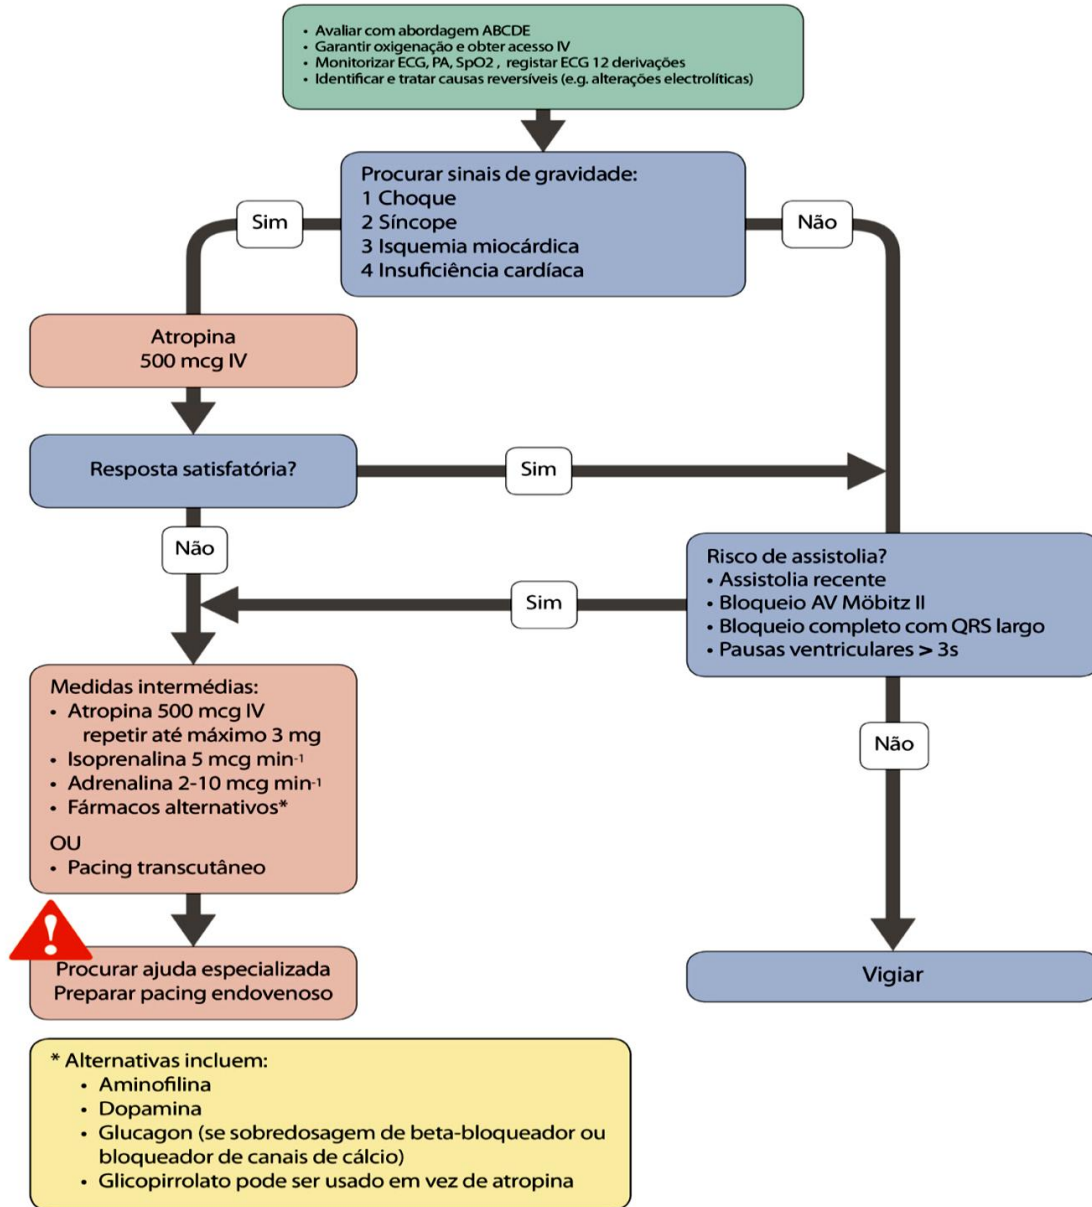 • Avaliar com abordagem ABCDE
• Garantir oxigenação e obter acesso IV
• Monitorizar ECG, PA, SpO2 , registar ECG 12 derivações
• Identificar e tratar causas reversíveis (e.g. alterações electrolíticas)
Procurar sinais de gravidade:
1 Choque
2 Síncope
3 Isquemia miocárdica
4 Insuficiência cardíaca
Sim
Não
Atropina
500 mcg IV
Resposta satisfatória?
Sim
Não
Risco de assistolia?
• Assistolia recente
• Bloqueio AV Möbitz II
• Bloqueio completo com QRS largo
• Pausas ventriculares > 3s
Sim
Não
Medidas intermédias:
• Atropina 500 mcg IV
repetir até máximo 3 mg
• Isoprenalina 5 mcg min-1
• Adrenalina 2-10 mcg min-1
• Fármacos alternativos*
OU
• Pacing transcutâneo
!
Procurar ajuda especializada
Preparar pacing endovenoso
Vigiar
* Alternativas incluem:
• Aminofilina
• Dopamina
• Glucagon (se sobredosagem de beta-bloqueador ou
bloqueador de canais de cálcio)
• Glicopirrolato pode ser usado em vez de atropina